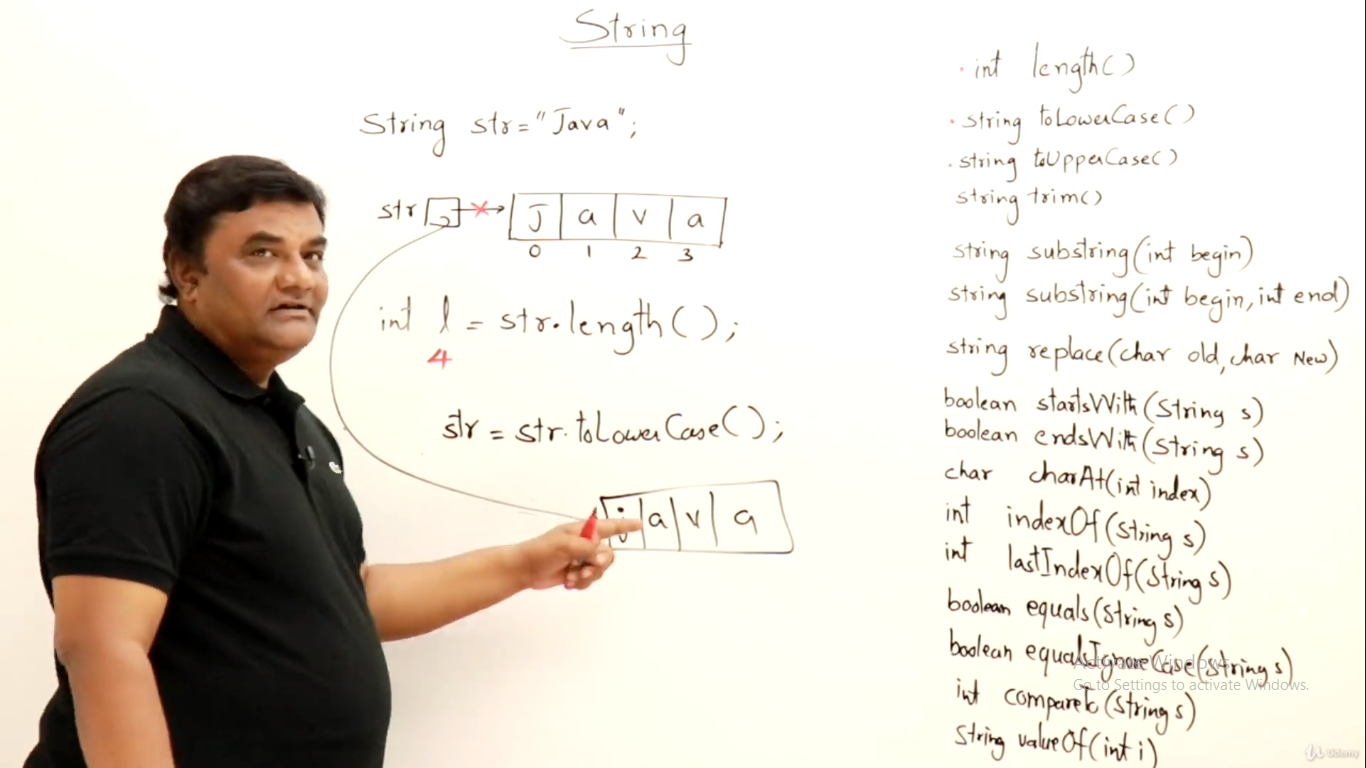 String
String str="Java";
str
J a v a
0 1 2 3
int l = str.length();
4
str = str.toLowerCase();
j a v a
int length()
string toLowerCase()
string toUpperCase()
string trim()
string substring(int begin)
string substring(int begin, int end)
string replace(char old, char New)
boolean startsWith(String s)
boolean endsWith(String s)
char charAt(int index)
int indexOf(String s)
int lastIndexOf(String s)
boolean equals(String s)
boolean equalsIgnoreCase(String s)
int compareto(String s)
string valueOf(int i)
Activate Windows
Go to Settings to activate Windows.
Udemy